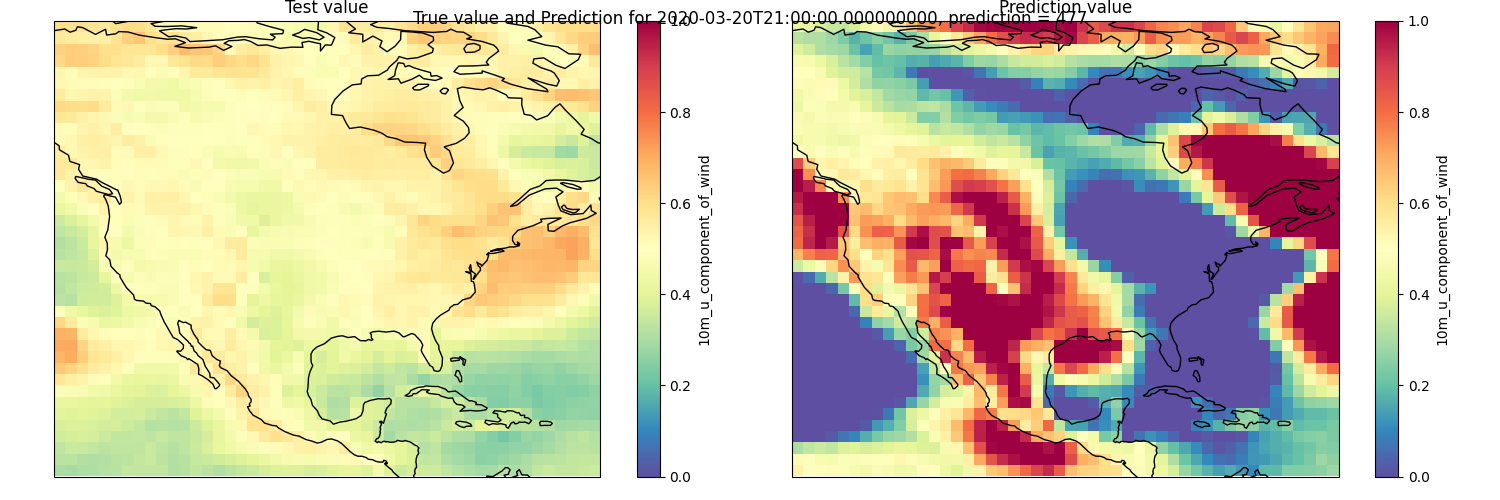 True value and Prediction for 2020-03-20T21:00:00.000000000, prediction = 477
Test value
Prediction value
1.0
0.8
0.6
0.4
0.2
0.0
10m_u_component_of_wind
1.0
0.8
0.6
0.4
0.2
0.0
10m_u_component_of_wind